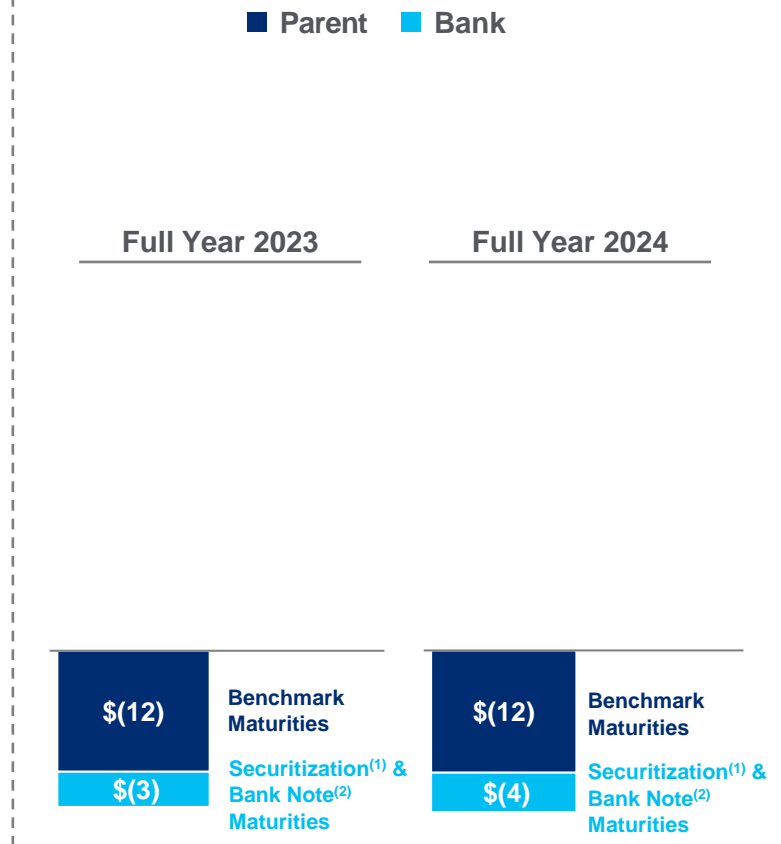 Parent Bank
Full Year 2023 Full Year 2024
$(12)
Benchmark
Maturities
$(3)
Securitization(1) &
Bank Note(2)
Maturities
$(12)
Benchmark
Maturities
$(4)
Securitization(1) &
Bank Note(2)
Maturities